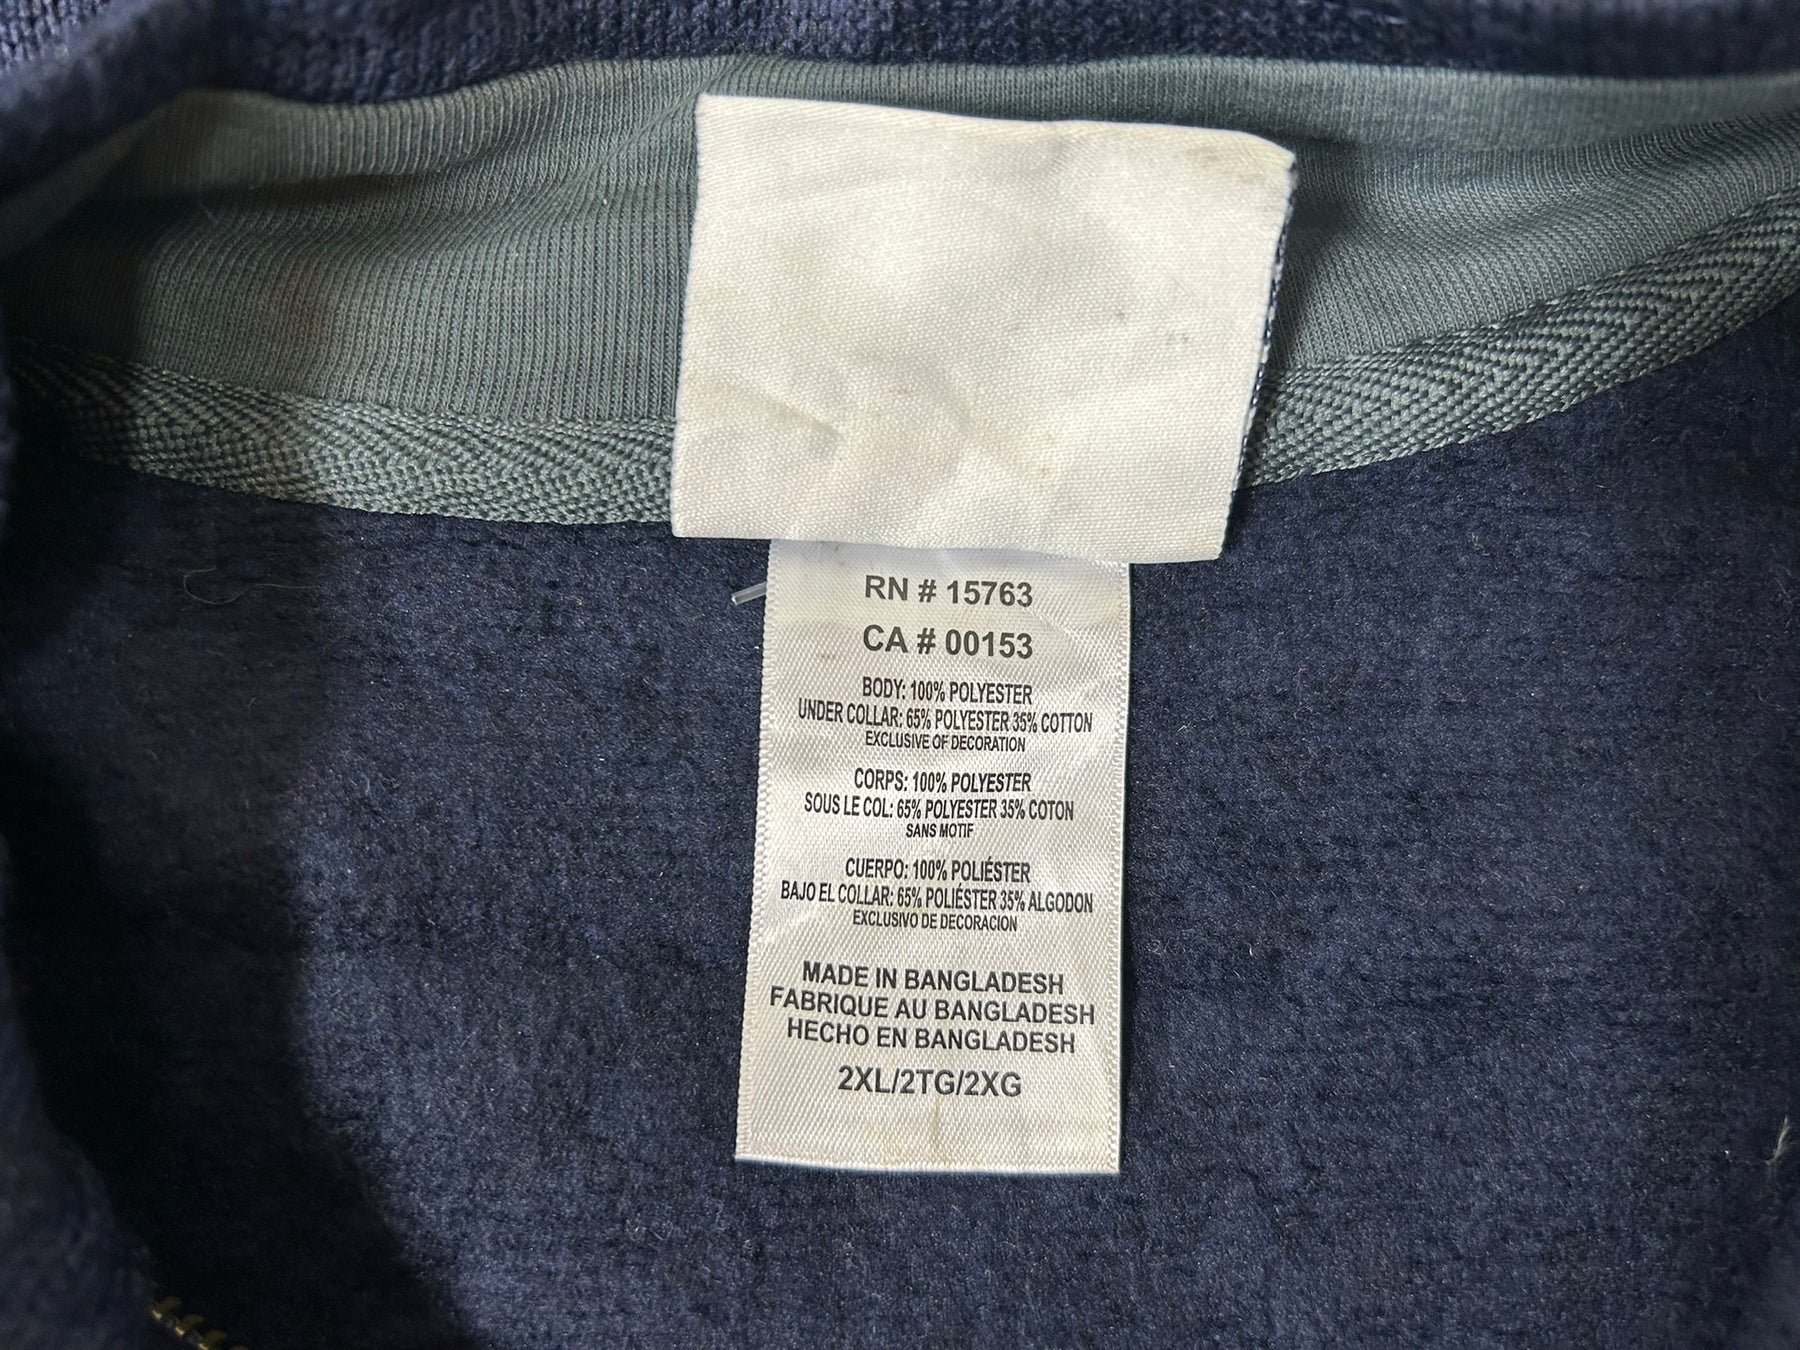 RN # 15763
CA # 00153
BODY: 100% POLYESTER
UNDER COLLAR: 65% POLYESTER 35% COTTON
EXCLUSIVE OF DECORATION
CORPS: 100% POLYESTER
SOUS LE COL: 65% POLYESTER 35% COTON
SANS MOTIF
CUERPO: 100% POLIÉSTER
BAJO EL COLLAR: 65% POLIÉSTER 35% ALGODON
EXCLUSIVO DE DECORACION
MADE IN BANGLADESH
FABRIQUE AU BANGLADESH
HECHO EN BANGLADESH
2XL/2TG/2XG